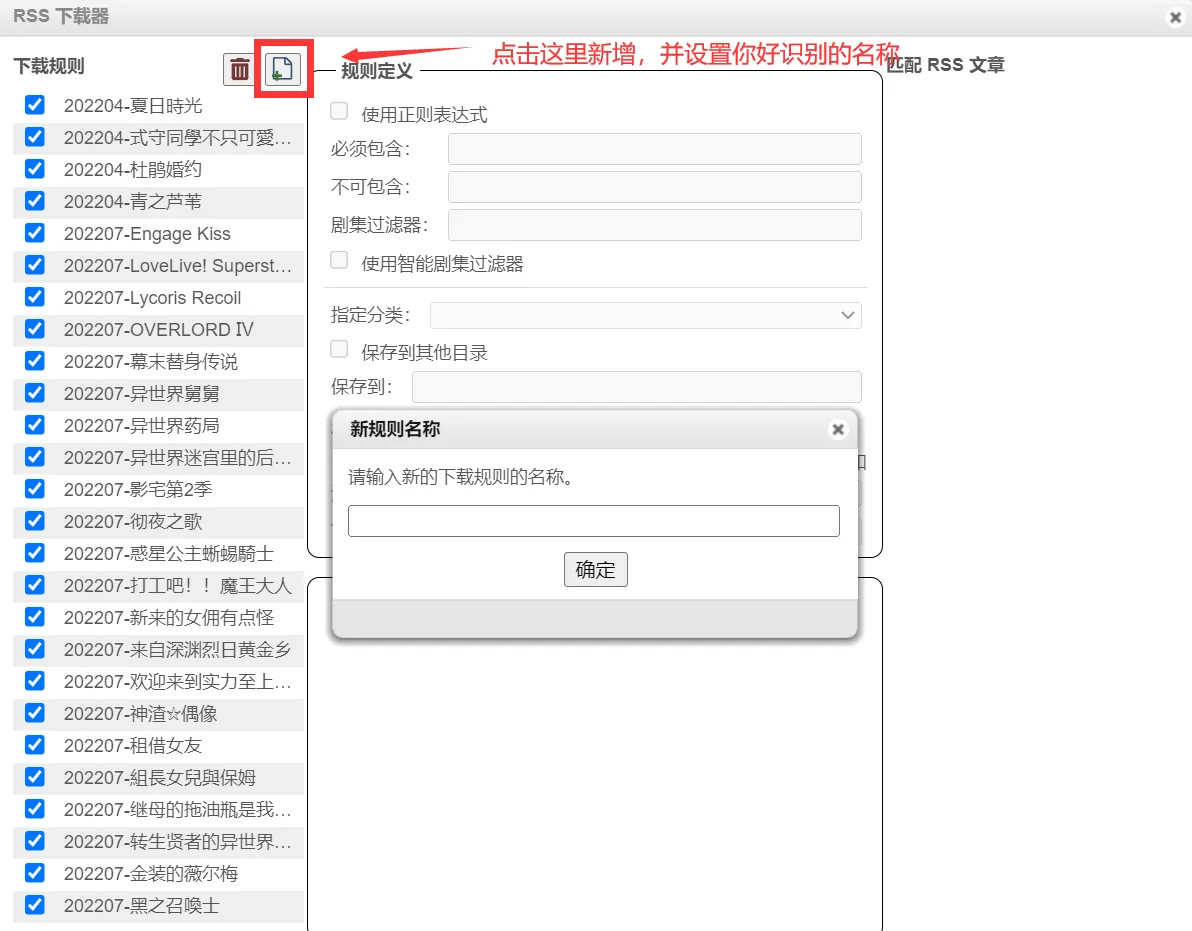 RSS 下载器
点击这里新增，并设置你好识别的名称
下载规则
202204-夏日時光
202204-式守同學不只可愛…
202204-杜鹃婚约
202204-青之芦苇
202207-Engage Kiss
202207-LoveLive! Superst…
202207-Lycoris Recoil
202207-OVERLORD Ⅳ
202207-幕末替身传说
202207-异世界舅舅
202207-异世界药局
202207-异世界迷宫里的后…
202207-影宅第2季
202207-彻夜之歌
202207-惑星公主蜥蜴騎士
202207-打工吧！！魔王大人
202207-新来的女佣有点怪
202207-来自深渊烈日黄金乡
202207-欢迎来到实力至上…
202207-神渣☆偶像
202207-租借女友
202207-組長女兒與保姆
202207-继母的拖油瓶是我…
202207-转生贤者的异世界…
202207-金装的薇尔梅
202207-黑之召唤士
规则定义
使用正则表达式
必须包含：
不可包含：
剧集过滤器：
使用智能剧集过滤器
指定分类：
保存到其他目录
保存到：
新规则名称
请输入新的下载规则的名称。
确定
匹配 RSS 文章